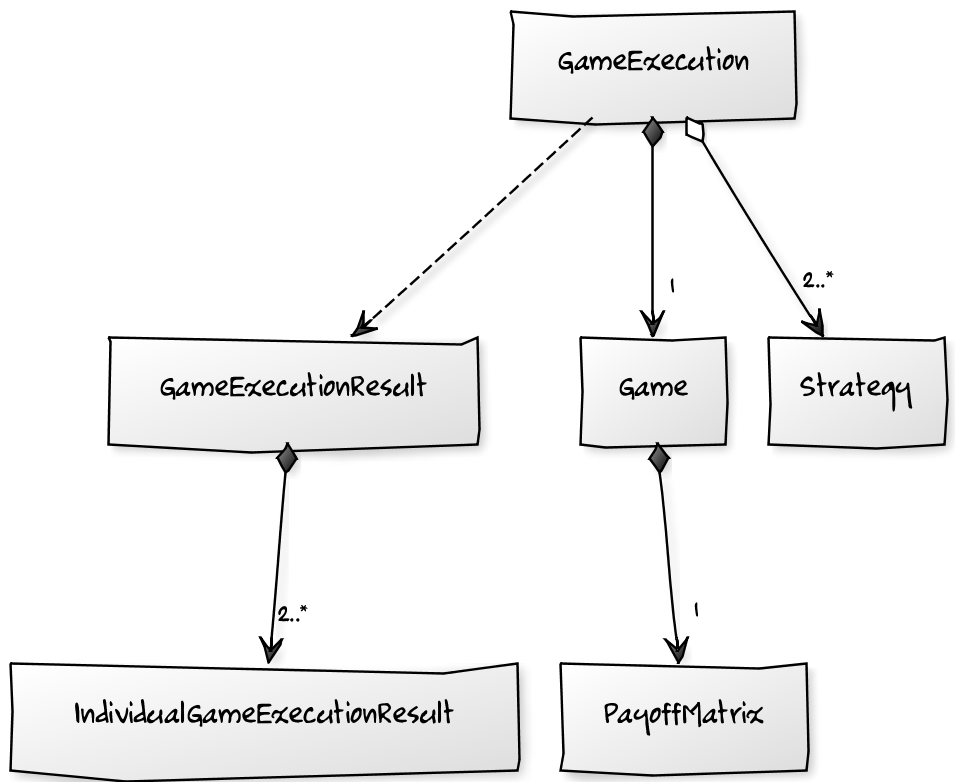 GameExecution
1
2..*
GameExecutionResult
Game
Strategy
2..*
1
IndividualGameExecutionResult
PayoffMatrix